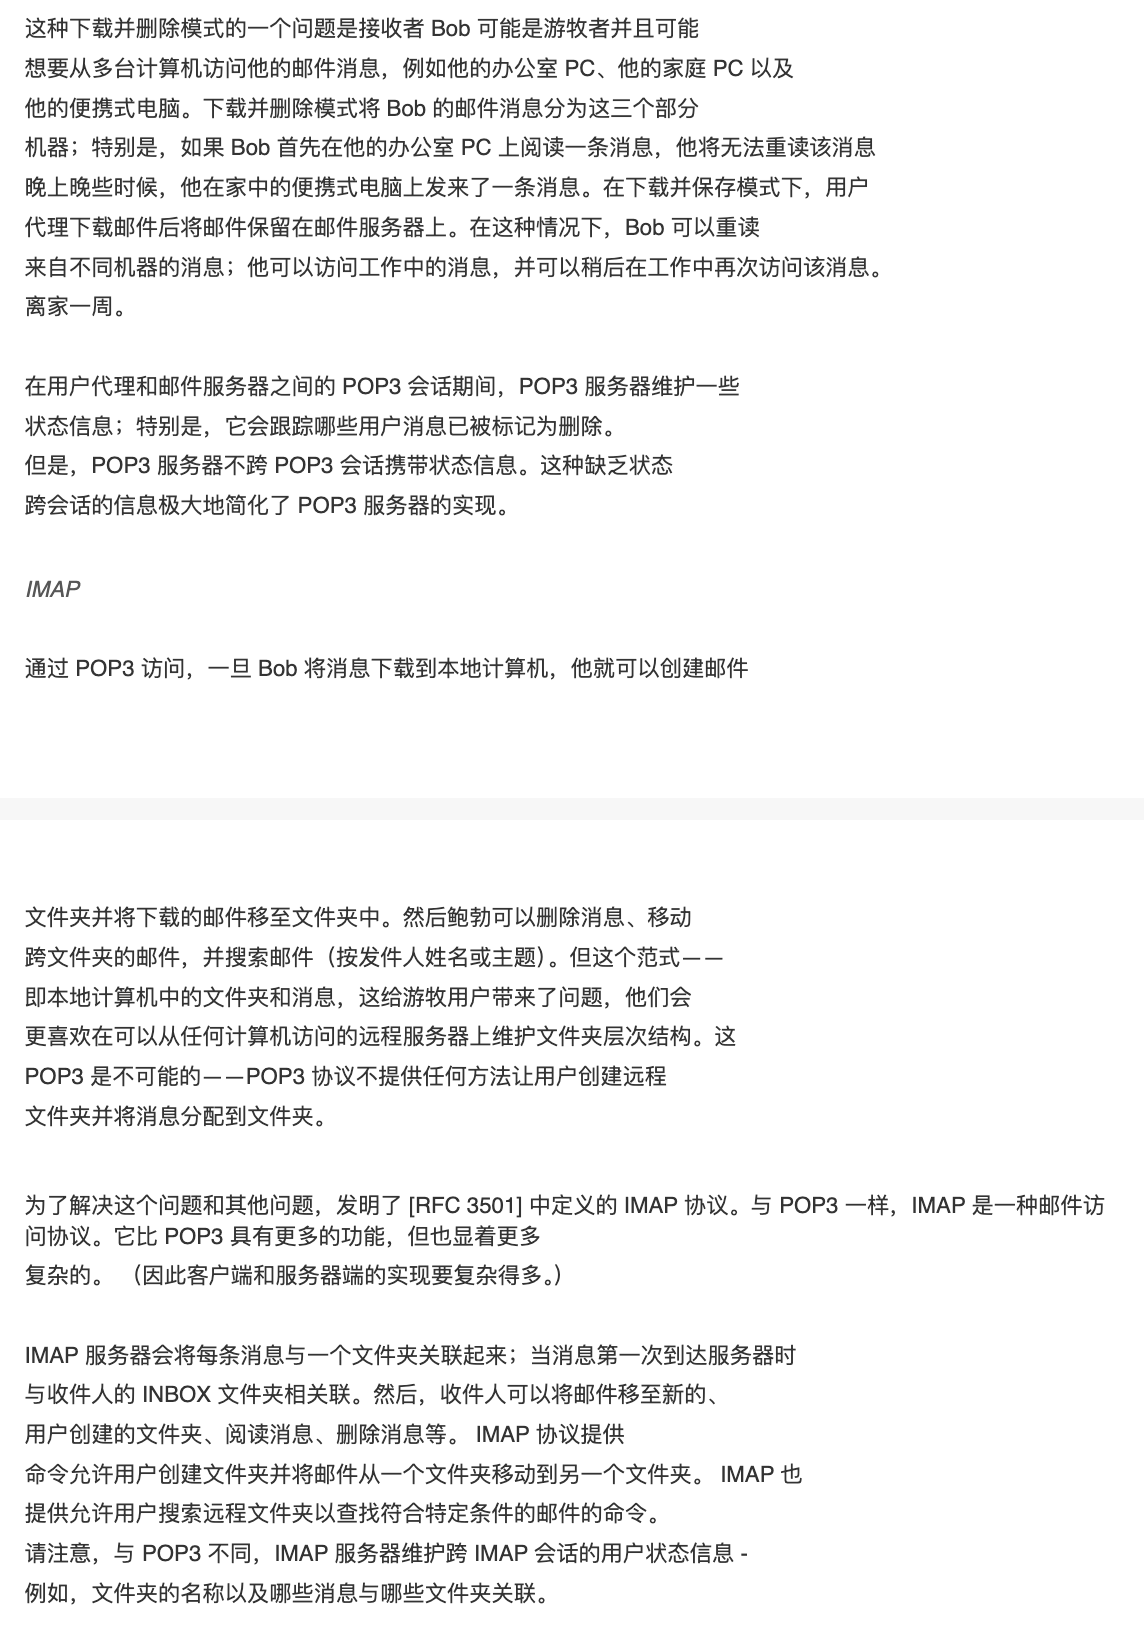 这种下载并删除模式的一个问题是接收者 Bob 可能是游牧者并且可能
想要从多台计算机访问他的邮件消息，例如他的办公室 PC、他的家庭 PC 以及
他的便携式电脑。下载并删除模式将 Bob 的邮件消息分为这三个部分
机器；特别是，如果 Bob 首先在他的办公室 PC 上阅读一条消息，他将无法重读该消息
晚上晚些时候，他在家中的便携式电脑上发来了一条消息。在下载并保存模式下，用户
代理下载邮件后将邮件保留在邮件服务器上。在这种情况下，Bob 可以重读
来自不同机器的消息；他可以访问工作中的消息，并可以稍后在工作中再次访问该消息。
离家一周。
在用户代理和邮件服务器之间的 POP3 会话期间，POP3 服务器维护一些
状态信息；特别是，它会跟踪哪些用户消息已被标记为删除。
但是，POP3 服务器不跨 POP3 会话携带状态信息。这种缺乏状态
跨会话的信息极大地简化了 POP3 服务器的实现。
IMAP
通过 POP3 访问，一旦 Bob 将消息下载到本地计算机，他就可以创建邮件
文件夹并将下载的邮件移至文件夹中。然后鲍勃可以删除消息、移动
跨文件夹的邮件，并搜索邮件（按发件人姓名或主题）。但这个范式——
即本地计算机中的文件夹和消息，这给游牧用户带来了问题，他们会
更喜欢在可以从任何计算机访问的远程服务器上维护文件夹层次结构。这
POP3 是不可能的——POP3 协议不提供任何方法让用户创建远程
文件夹并将消息分配到文件夹。
为了解决这个问题和其他问题，发明了 [RFC 3501] 中定义的 IMAP 协议。与 POP3 一样，IMAP 是一种邮件访
问协议。它比 POP3 具有更多的功能，但也显着更多
复杂的。 （因此客户端和服务器端的实现要复杂得多。）
IMAP 服务器会将每条消息与一个文件夹关联起来；当消息第一次到达服务器时
与收件人的 INBOX 文件夹相关联。然后，收件人可以将邮件移至新的、
用户创建的文件夹、阅读消息、删除消息等。 IMAP 协议提供
命令允许用户创建文件夹并将邮件从一个文件夹移动到另一个文件夹。 IMAP 也
提供允许用户搜索远程文件夹以查找符合特定条件的邮件的命令。
请注意，与 POP3 不同，IMAP 服务器维护跨 IMAP 会话的用户状态信息 -
例如，文件夹的名称以及哪些消息与哪些文件夹关联。